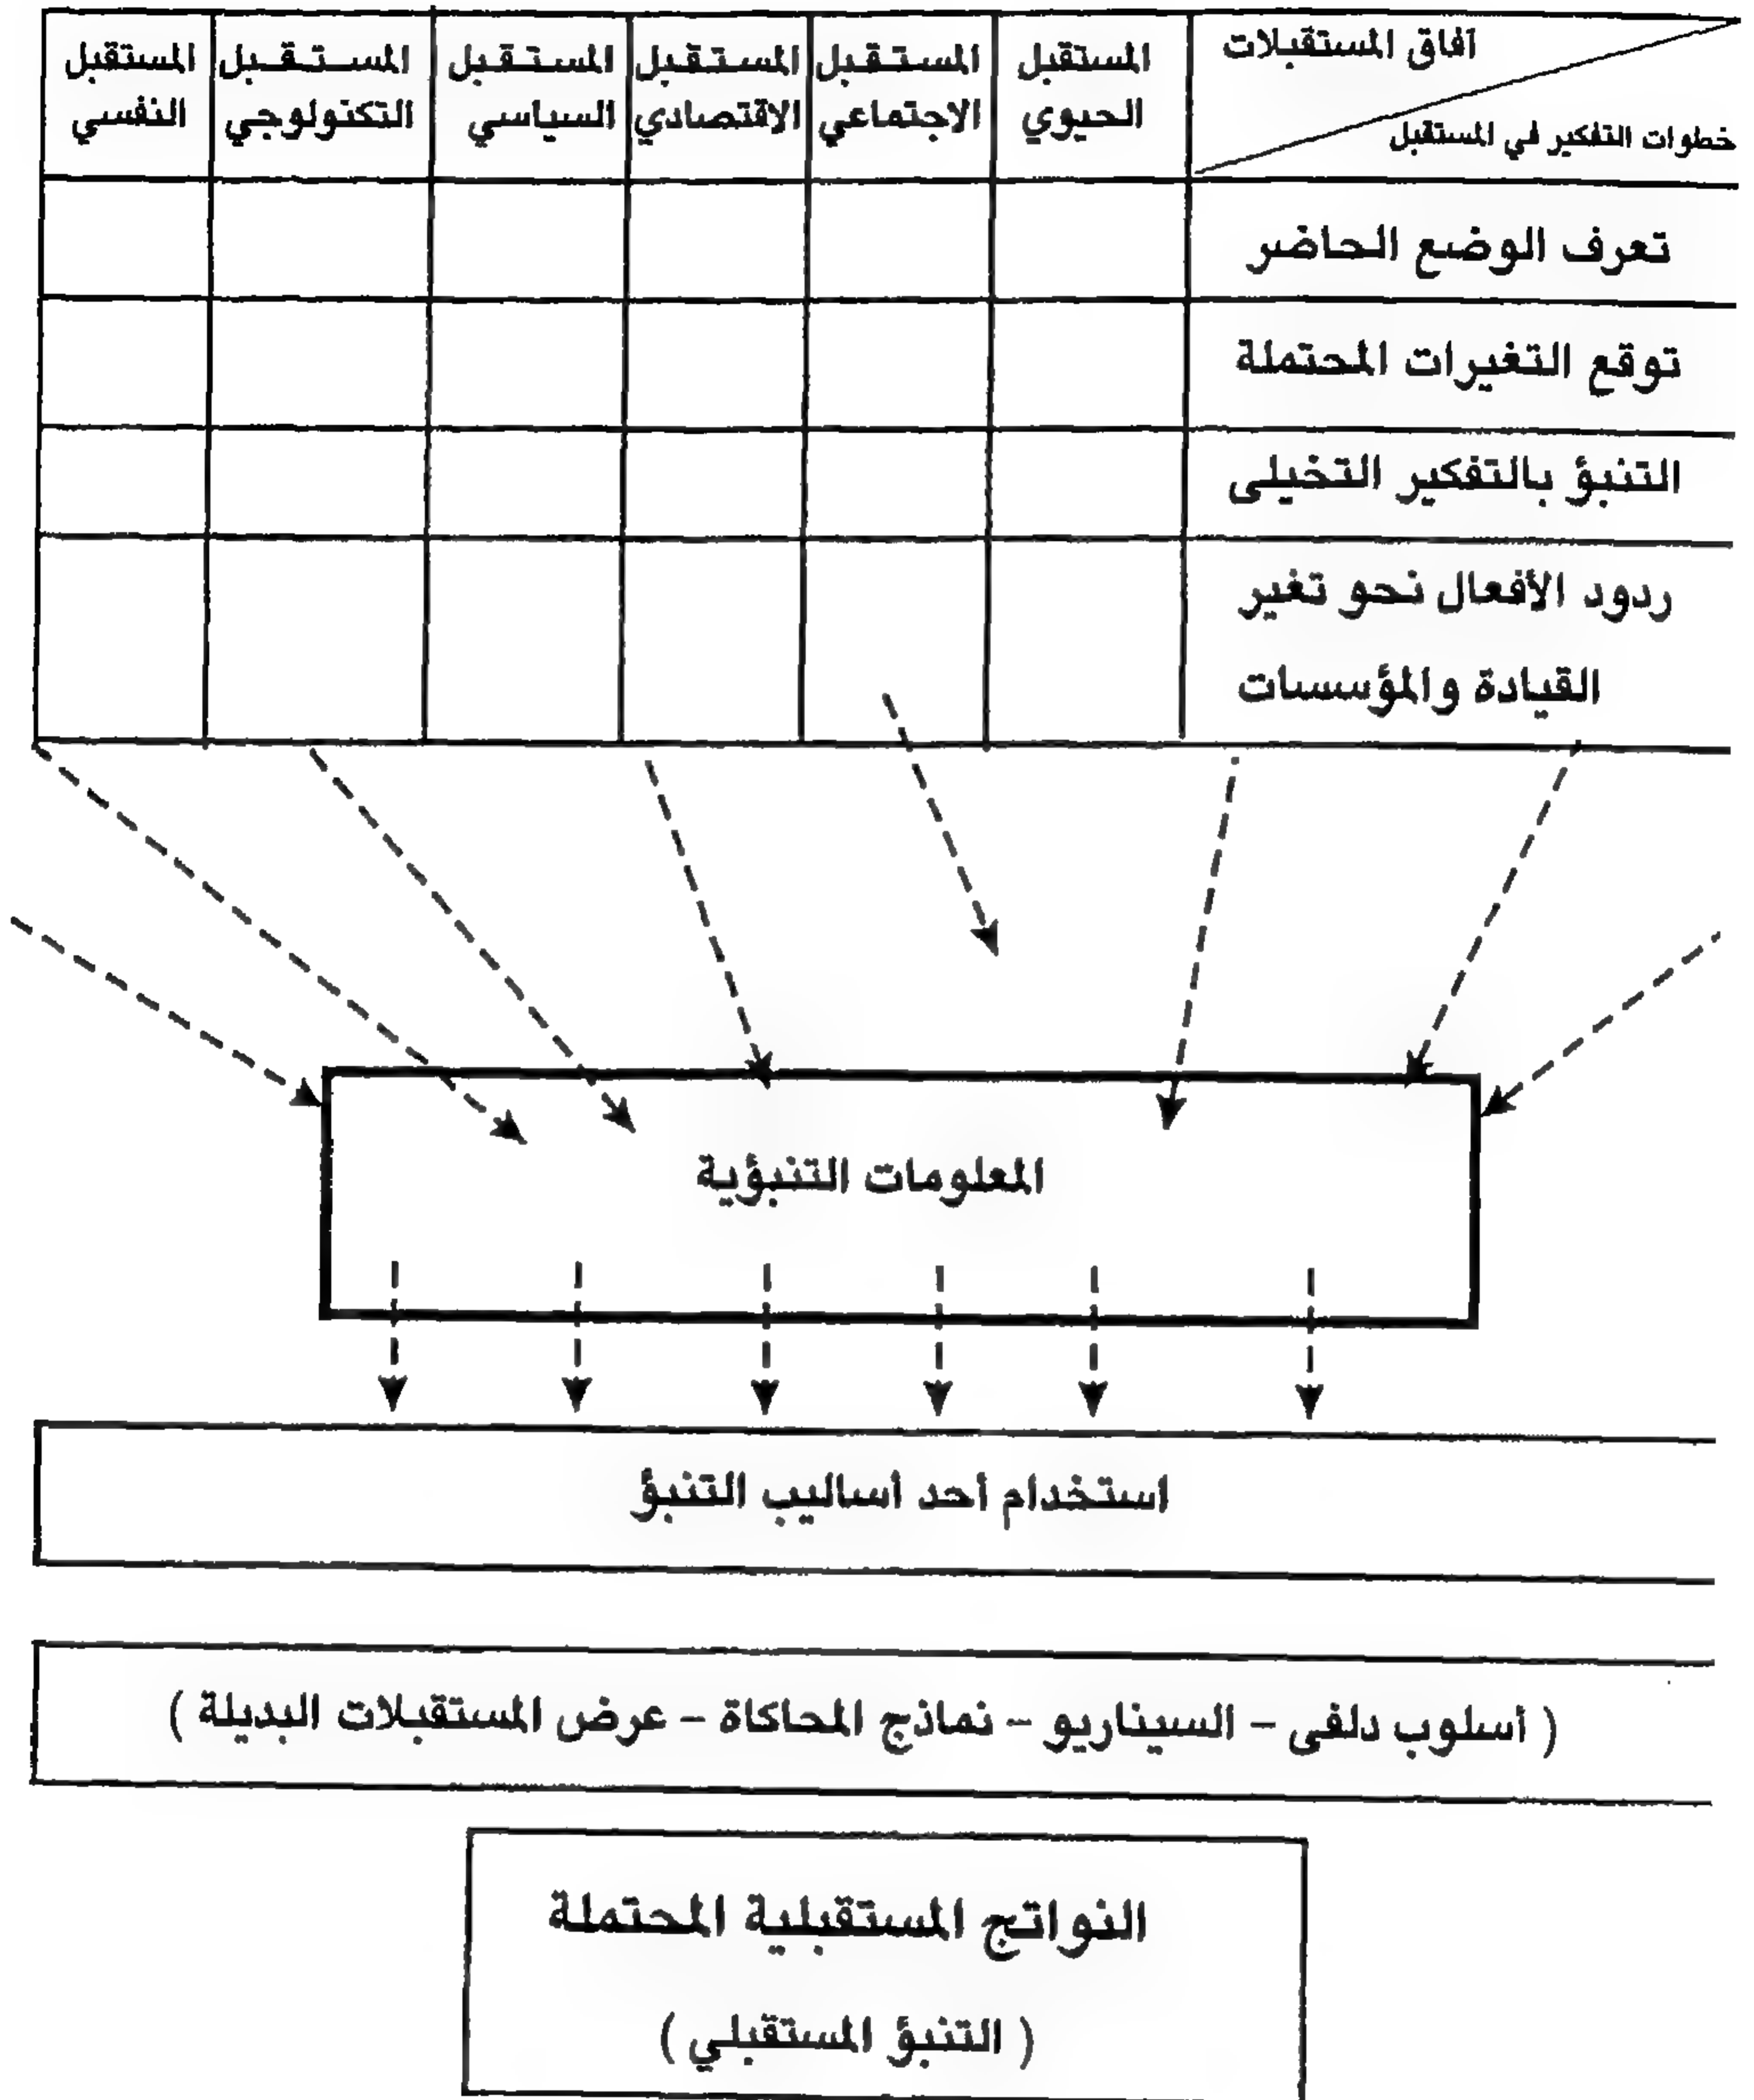 آفاق المستقبلات
خطوات التفكير في المستقبل
المستقبل
الحيوي
المستقبل
الاجتماعي
المستقبل
الاقتصادي
المستقبل
السياسي
المستقبل
التكنولوجي
المستقبل
النفسي
تعرف الوضع الحاضر
توقع التغيرات المحتملة
التنبؤ بالتفكير التخيلى
ردود الأفعال نحو تغير
القيادة والمؤسسات
المعلومات التنبؤية
استخدام أحد أساليب التنبؤ
( أسلوب دلفى – السيناريو – نماذج المحاكاة – عرض المستقبلات البديلة )
النواتج المستقبلية المحتملة
( التنبؤ المستقبلي )